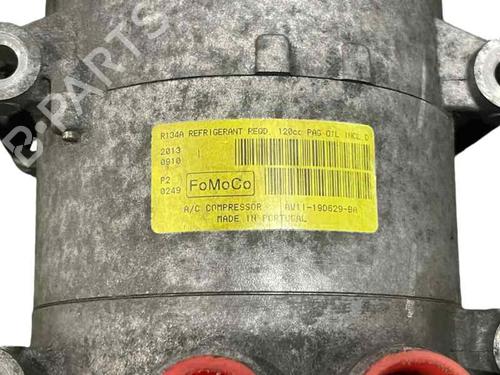 B-PARTS
R134A REFRIGERANT REQD. 120cc PAG OIL INCL D
2013
0910
P2
0249
FoMoCo
A/C COMPRESSOR AV11-19D629-BA
MADE IN PORTUGAL